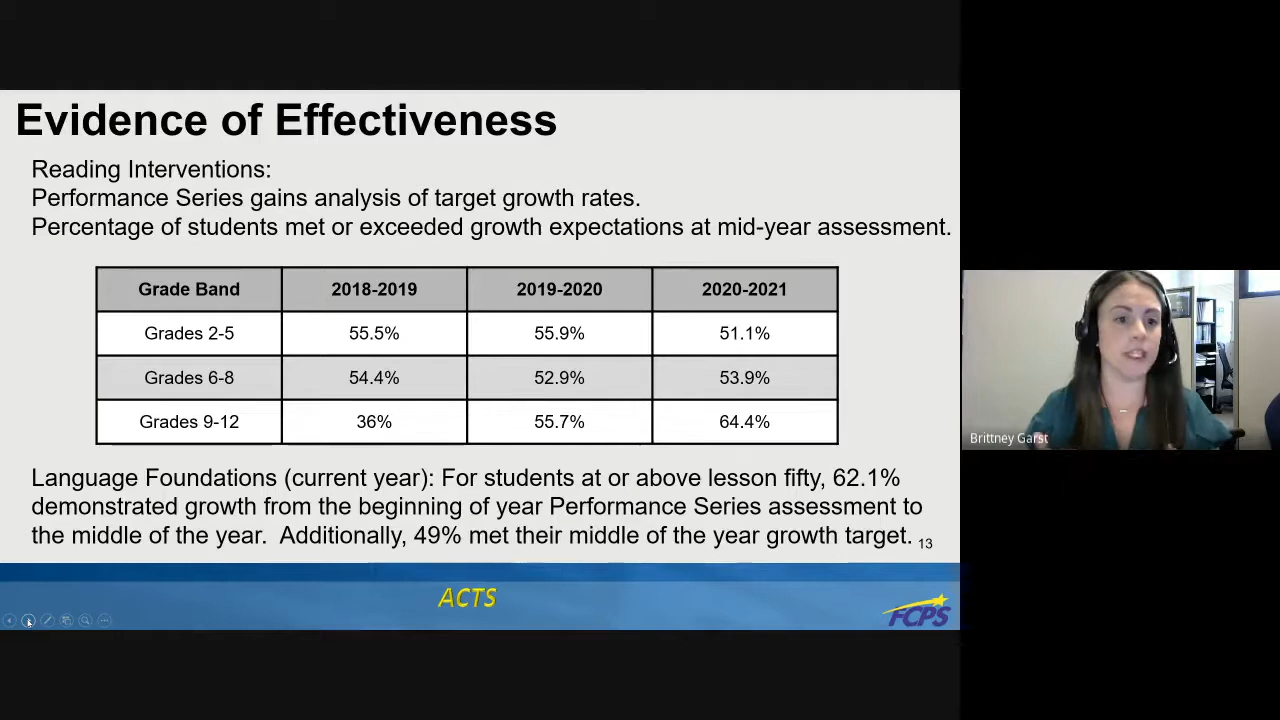 Evidence of Effectiveness
Reading Interventions:
Performance Series gains analysis of target growth rates.
Percentage of students met or exceeded growth expectations at mid-year assessment.
Grade Band 2018-2019 2019-2020 2020-2021
Grades 2-5 55.5% 55.9% 51.1%
Grades 6-8 54.4% 52.9% 53.9%
Grades 9-12 36% 55.7% 64.4%
Language Foundations (current year): For students at or above lesson fifty, 62.1%
demonstrated growth from the beginning of year Performance Series assessment to
the middle of the year.  Additionally, 49% met their middle of the year growth target.
13
ACTS
FCPS
Brittney Garst